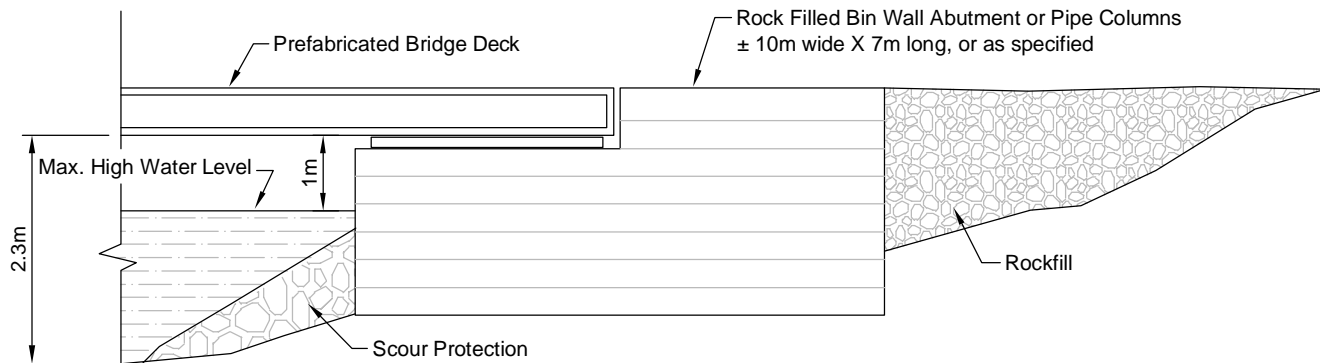 Rock Filled Bin Wall Abutment or Pipe Columns
± 10m wide X 7m long, or as specified
Prefabricated Bridge Deck
Max. High Water Level
1m
2.3m
Rockfill
Scour Protection